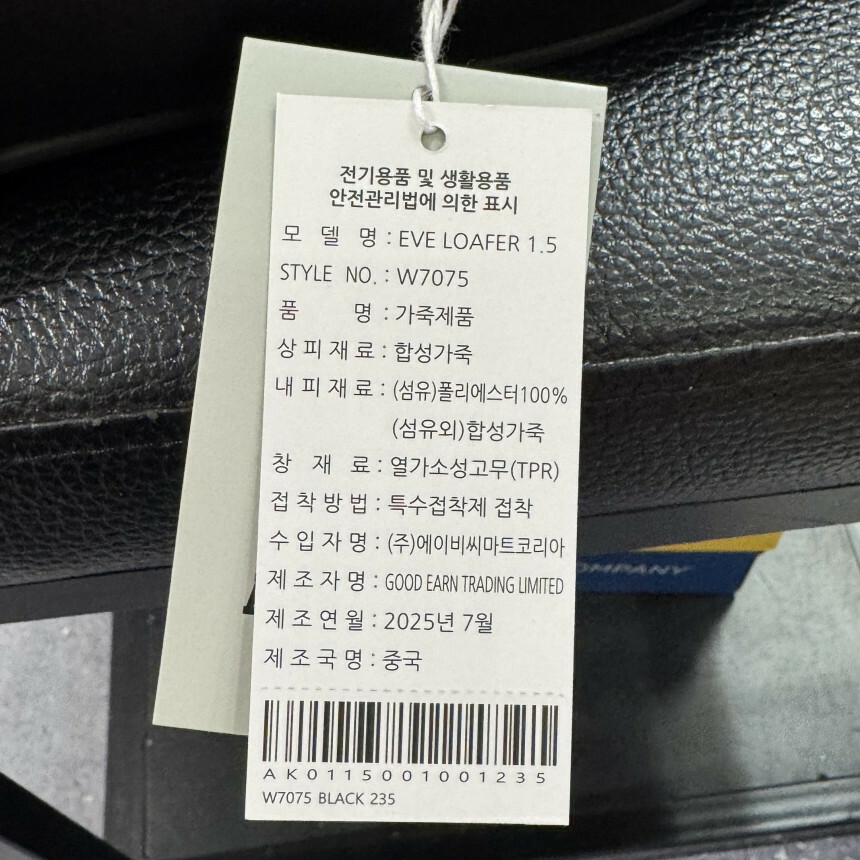 전기용품 및 생활용품
안전관리법에 의한 표시
모 델 명 : EVE LOAFER 1.5
STYLE NO. : W7075
품 명 : 가죽제품
상 피 재 료 : 합성가죽
내 피 재 료 : (섬유)폴리에스터100%
(섬유외)합성가죽
창 재 료 : 열가소성고무(TPR)
접 착 방 법 : 특수접착제 접착
수 입 자 명 : (주)에이비씨마트코리아
제 조 자 명 : GOOD EARN TRADING LIMITED
제 조 연 월 : 2025년 7월
제 조 국 명 : 중국
AK0115001001235
W7075 BLACK 235